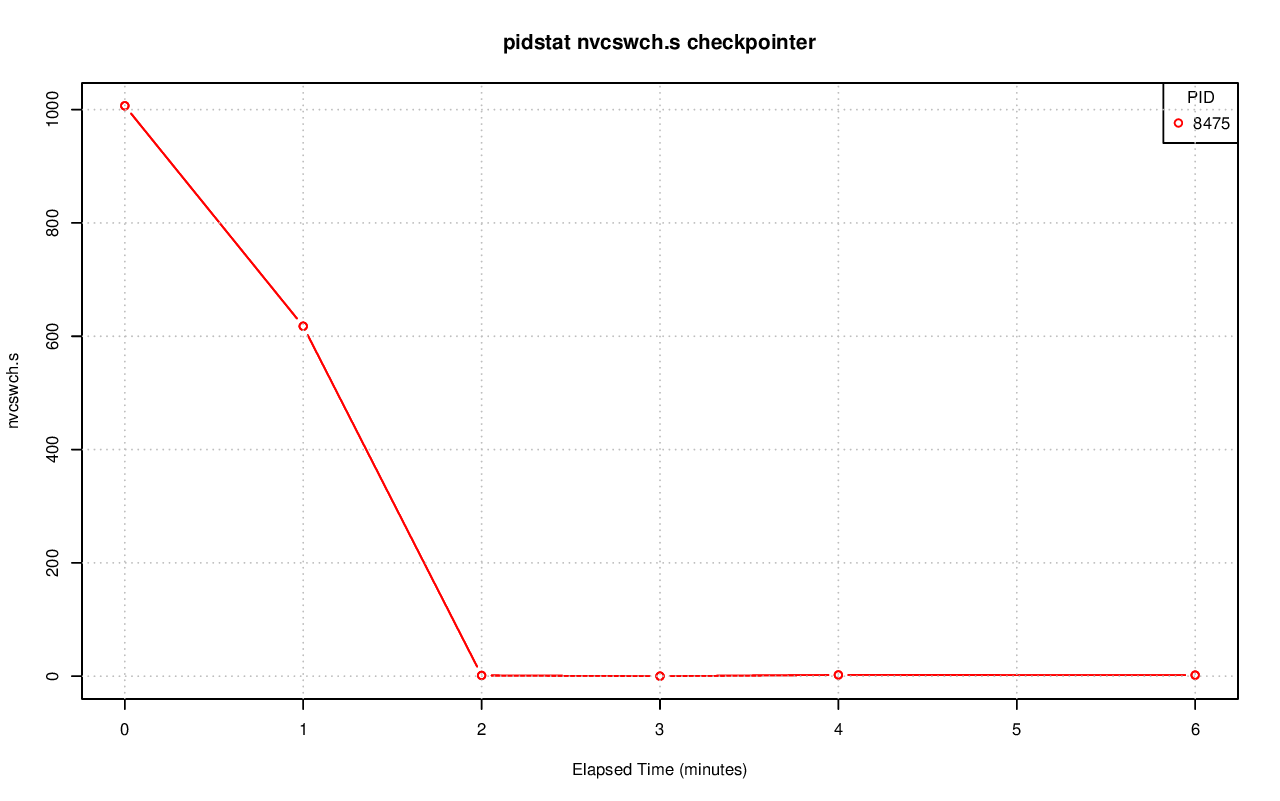 pidstat nvcswch.s checkpointer
PID
8475
nvcswch.s
1000
800
600
400
200
0
0 1 2 3 4 5 6
Elapsed Time (minutes)